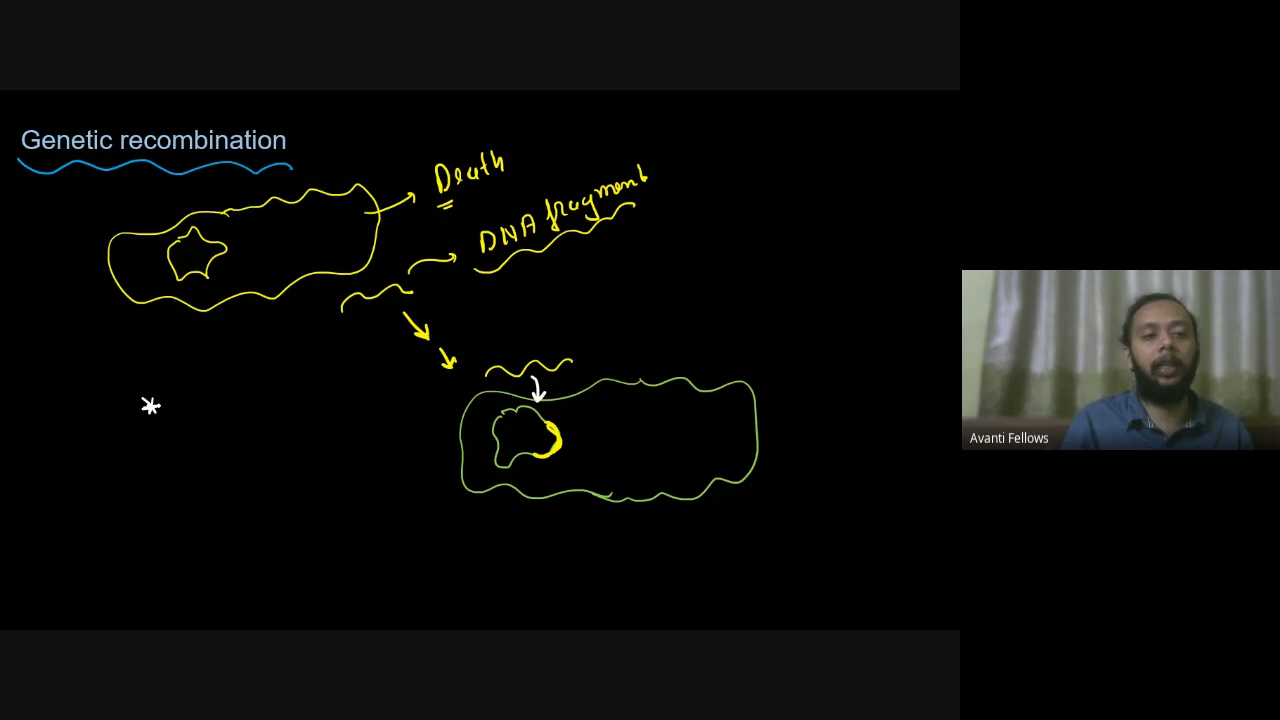 Genetic recombination
Death
DNA fragment
*
Avanti Fellows